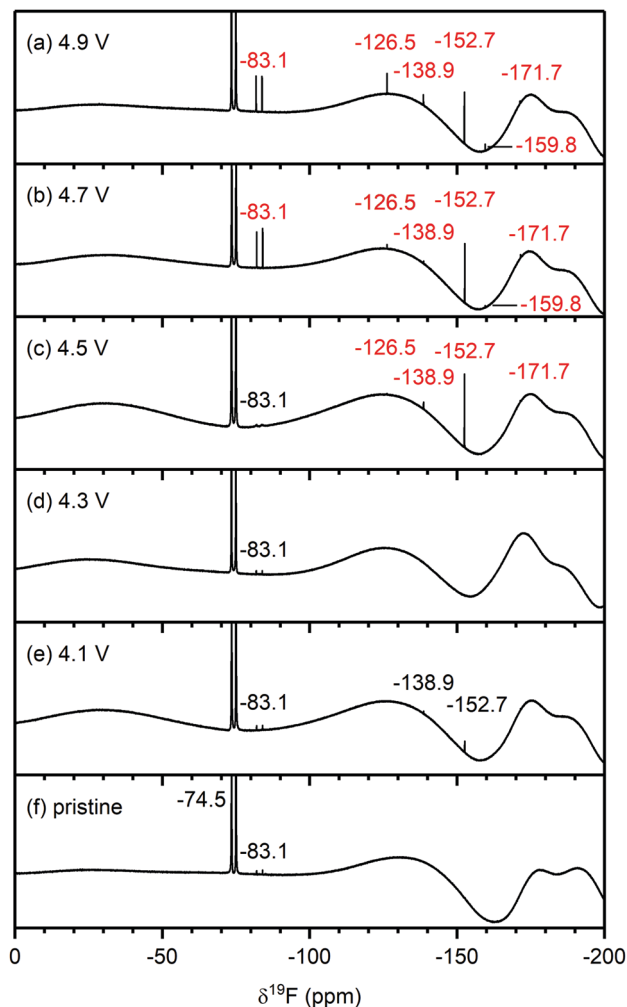 (a) 4.9 V
-83.1
-126.5 -152.7
-138.9 -171.7
-159.8
(b) 4.7 V
-83.1
-126.5 -152.7
-138.9 -171.7
-159.8
(c) 4.5 V
-83.1
-126.5 -152.7
-138.9 -171.7
(d) 4.3 V
-83.1
(e) 4.1 V
-83.1
-138.9
-152.7
(f) pristine
-74.5
-83.1
0 -50 -100 -150 -200
δ¹⁹F (ppm)